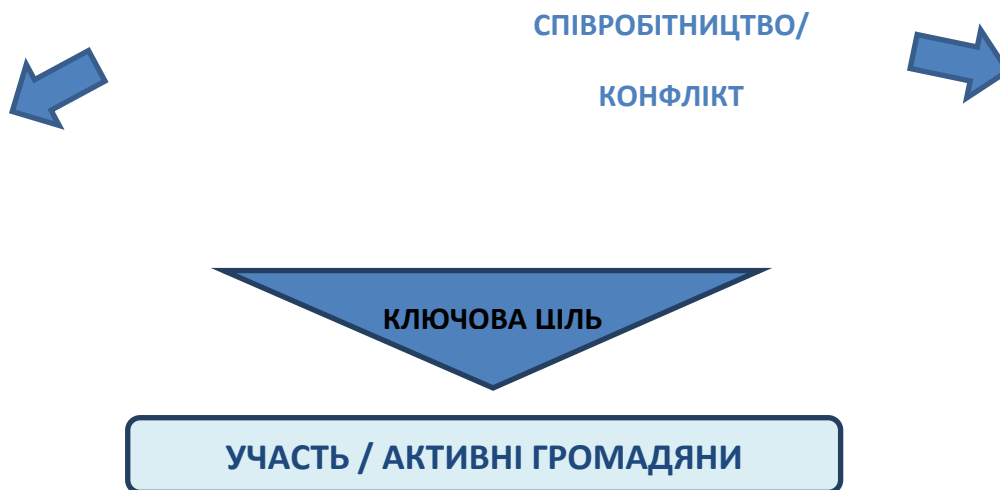 СПІВРОБІТНИЦТВО/
КОНФЛІКТ
КЛЮЧОВА ЦІЛЬ
УЧАСТЬ / АКТИВНІ ГРОМАДЯНИ